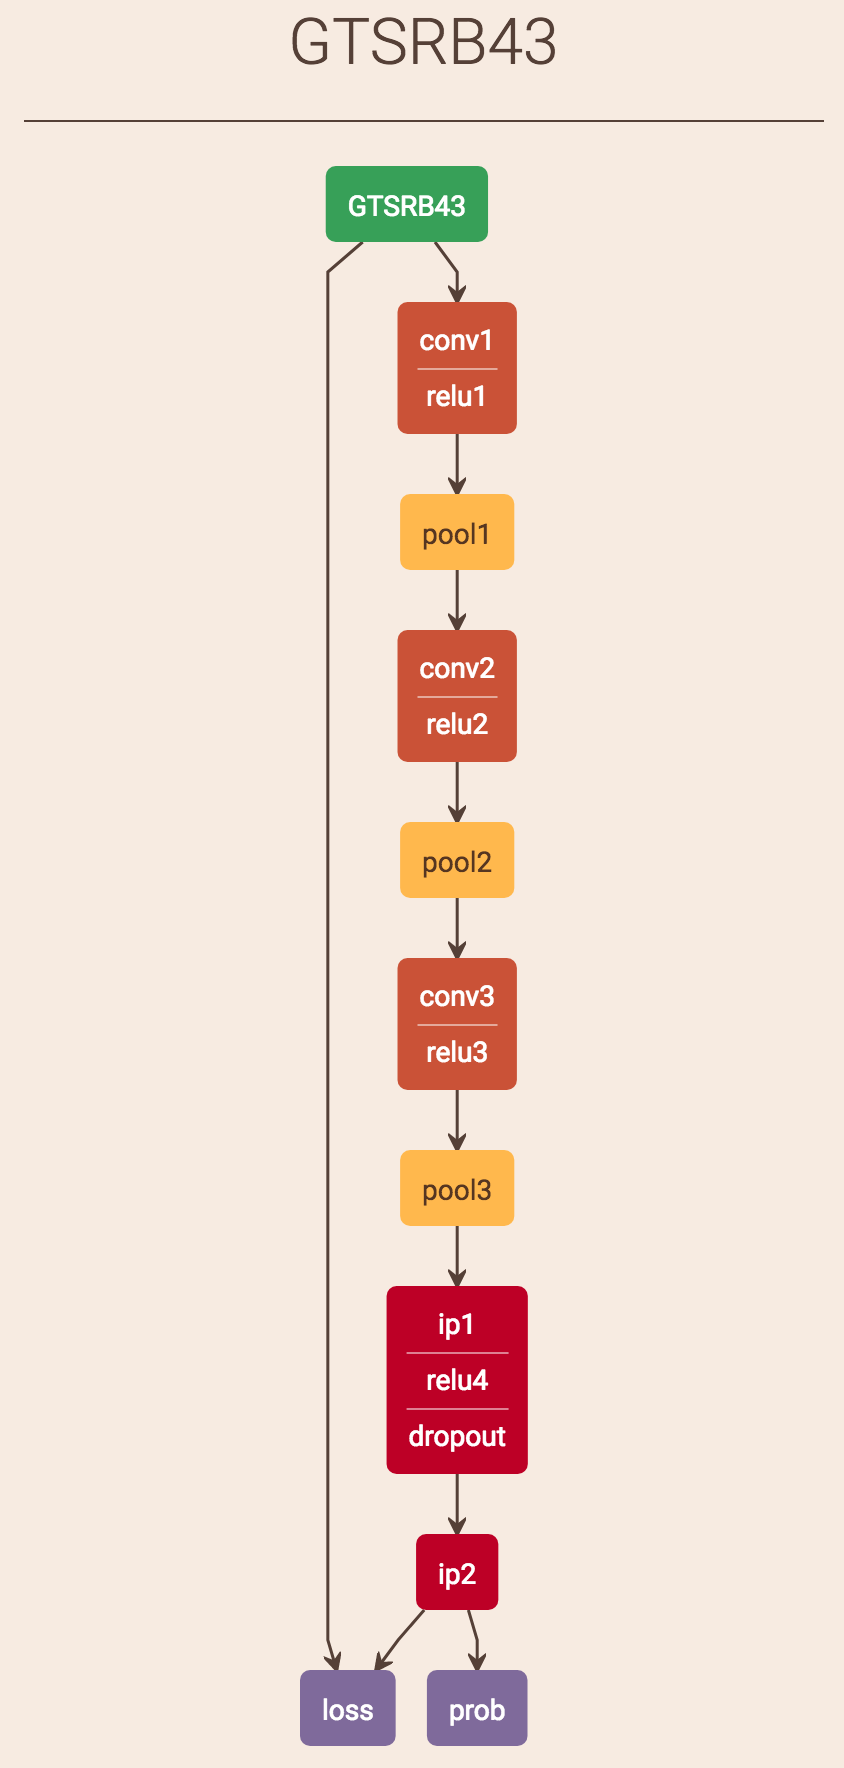 GTSRB43
GTSRB43
conv1
relu1
pool1
conv2
relu2
pool2
conv3
relu3
pool3
ip1
relu4
dropout
ip2
loss
prob